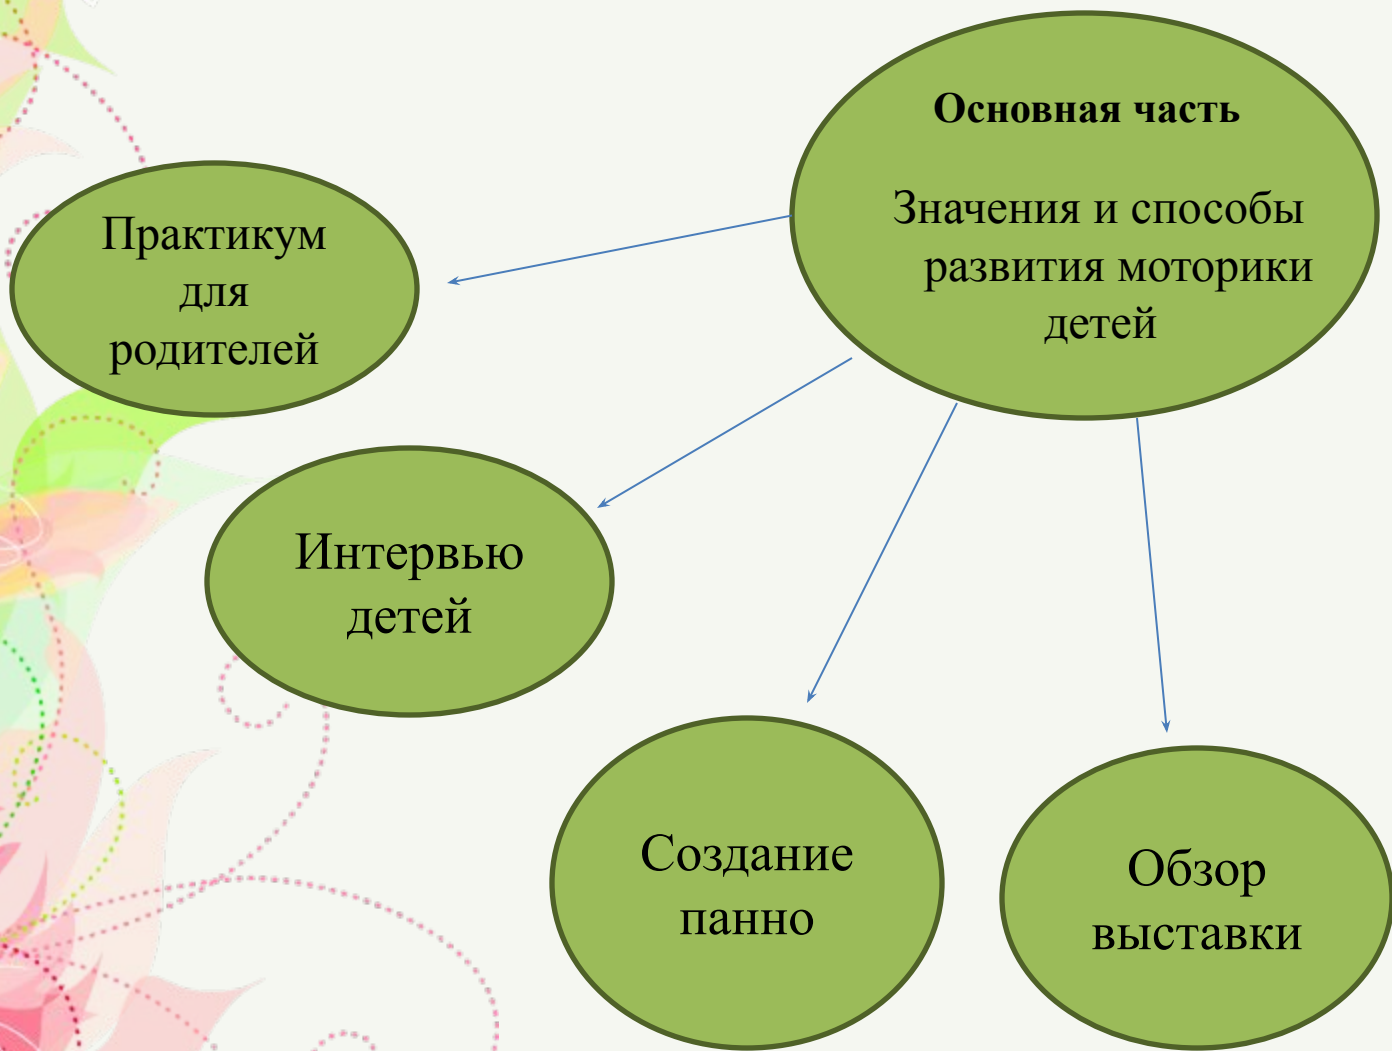 Основная часть
Значения и способы
развития моторики
детей
Практикум
для
родителей
Интервью
детей
Создание
панно
Обзор
выставки